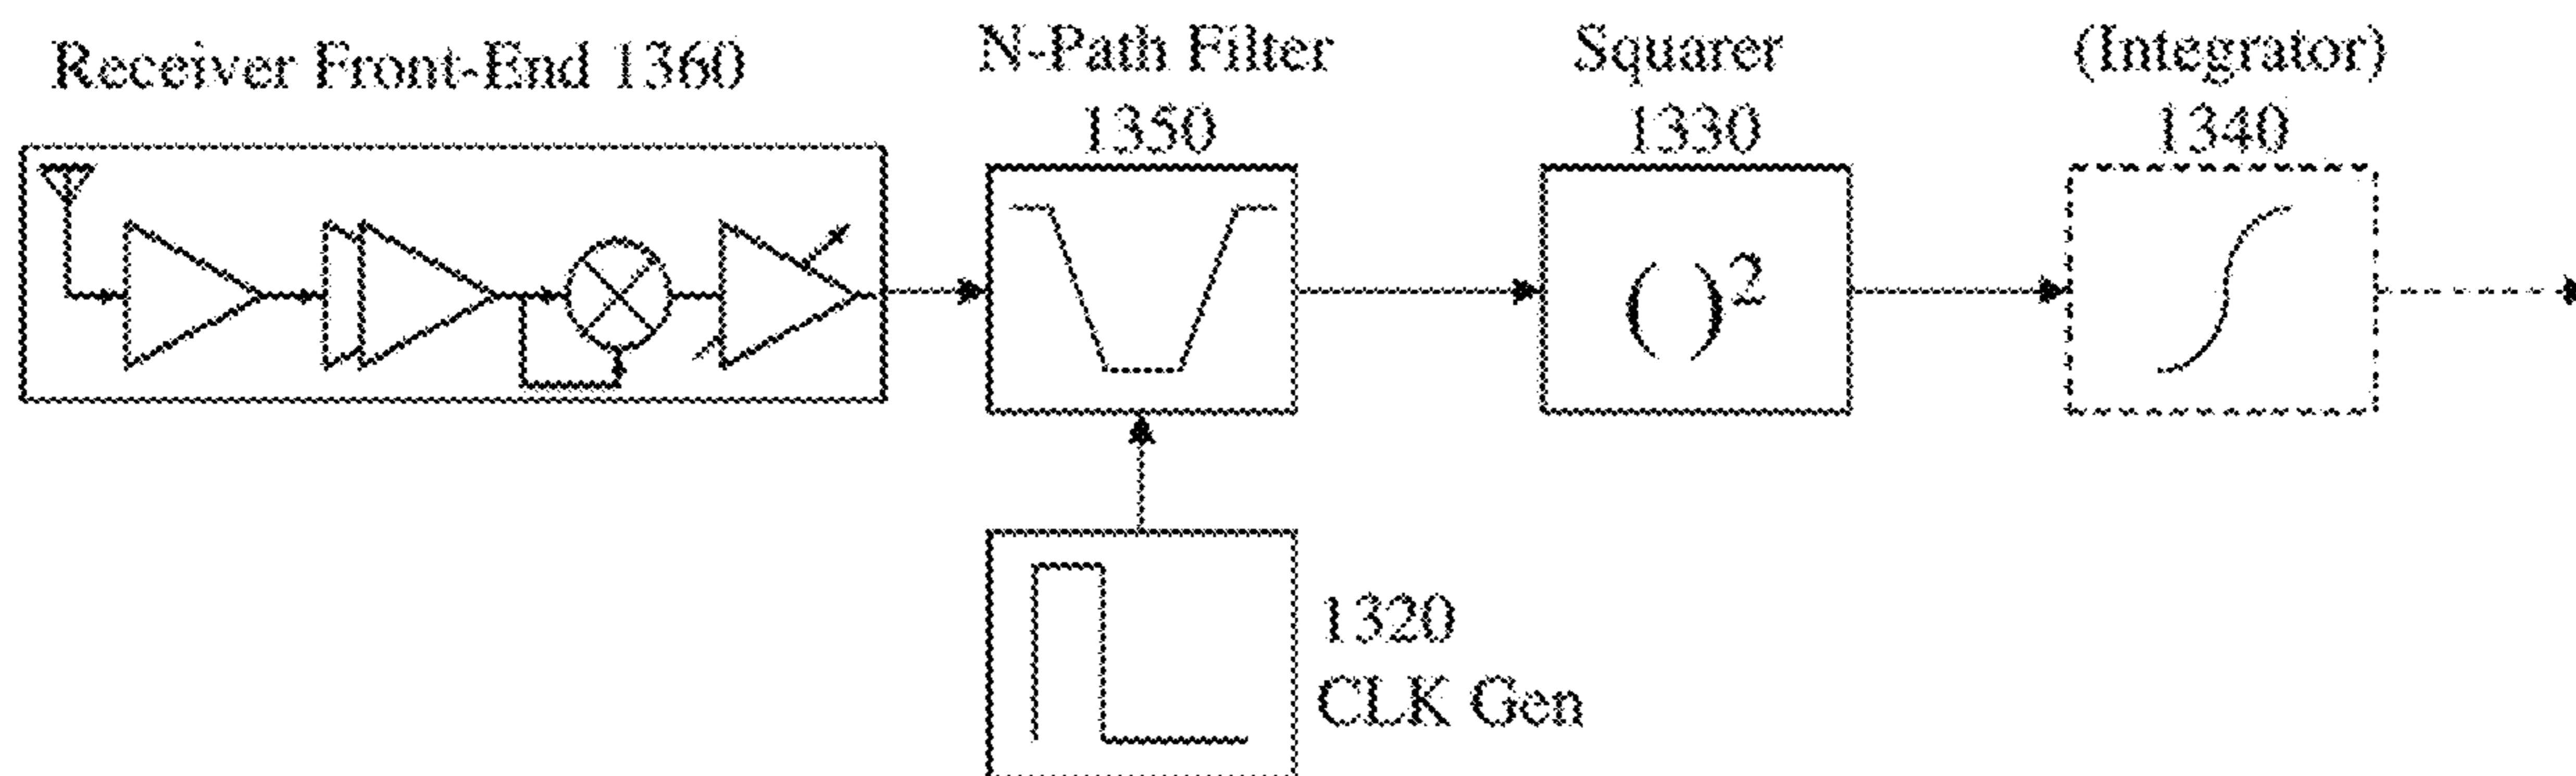 Receiver Front-End 1360
N-Path Filter
1350
Squarer
1330
(Integrator)
1340
( )²
1320
CLK Gen